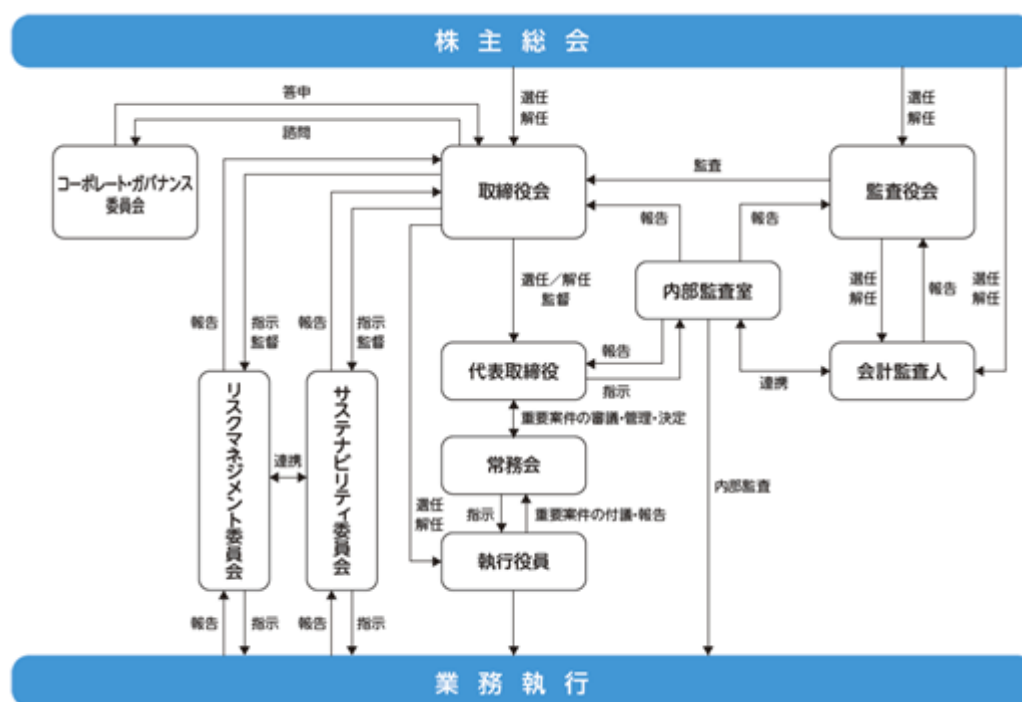 株主総会
答申
諮問
選任
解任
選任
解任
コーポレート・ガバナンス
委員会
取締役会
監査
監査役会
報告
報告
選任／解任
監督
内部監査室
選任
解任
報告
選任
解任
報告
指示
監督
報告
指示
監督
代表取締役
報告
指示
連携
会計監査人
重要案件の審議・管理・決定
リスクマネジメント委員会
連携
サステナビリティ委員会
常務会
内部監査
選任
解任
指示
重要案件の付議・報告
執行役員
報告
指示
報告
指示
業務執行